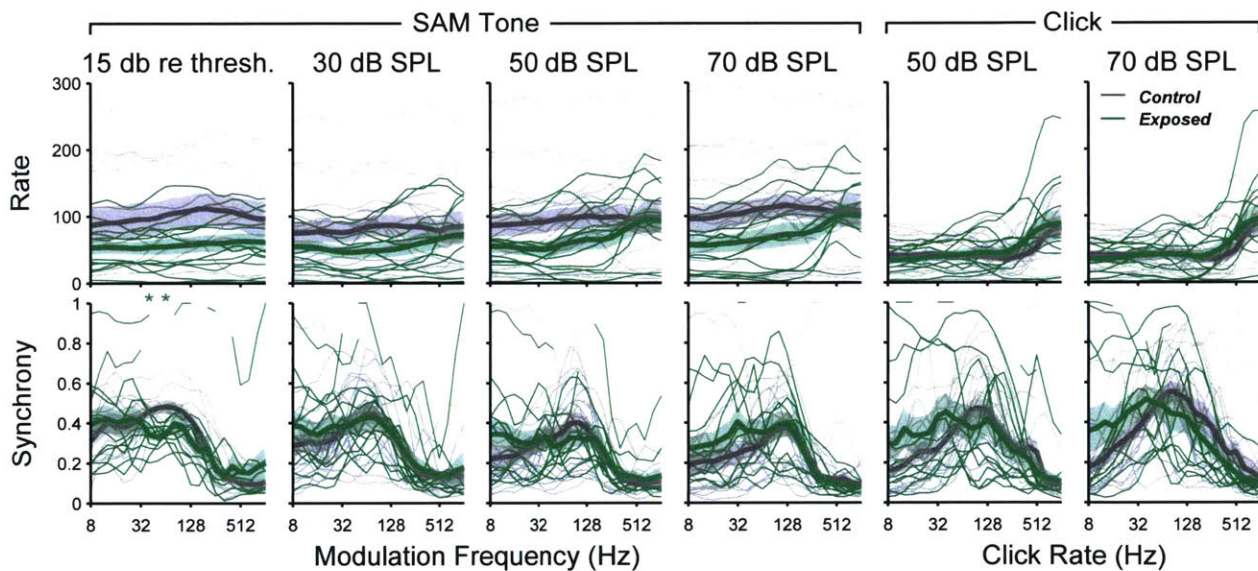 SAM Tone
Click
15 db re thresh.
30 dB SPL
50 dB SPL
70 dB SPL
50 dB SPL
70 dB SPL
Rate
300
200
100
0
Control
Exposed
Synchrony
1
0.8
0.6
0.4
0.2
0
* *
8 32 128 512
8 32 128 512
8 32 128 512
8 32 128 512
8 32 128 512
8 32 128 512
Modulation Frequency (Hz)
Click Rate (Hz)